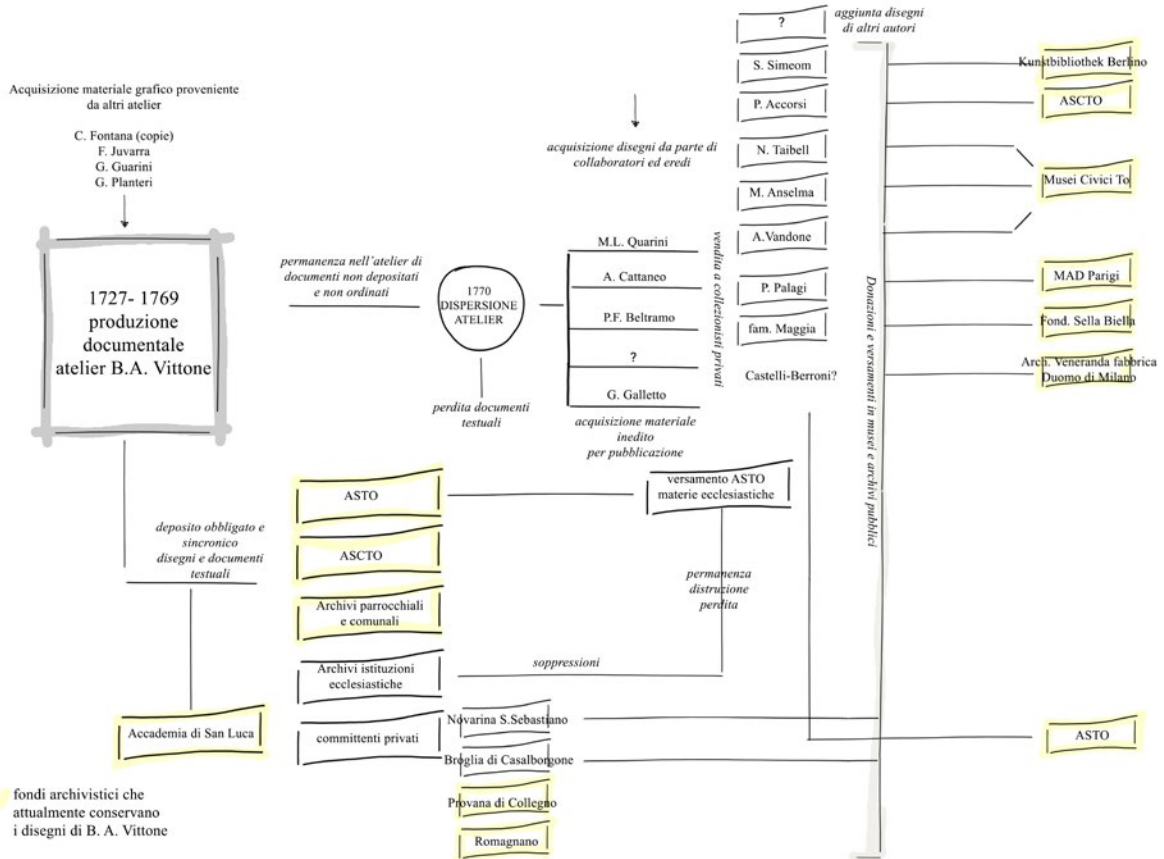 Acquisizione materiale grafico proveniente
da altri atelier
C. Fontana (copie)
F. Juvarra
G. Guarini
G. Planteri
1727- 1769
produzione
documentale
atelier B.A. Vittone
permanenza nell'atelier di
documenti non depositati
e non ordinati
1770
DISPERSIONE
ATELIER
perdita documenti
testuali
acquisizione disegni da parte di
collaboratori ed eredi
M.L. Quarini
A. Cattaneo
P.F. Beltramo
?
G. Galletto
acquisizione materiale
inedito
per pubblicazione
vendita a collezionisti privati
?
S. Simeom
P. Accorsi
N. Taibell
M. Anselma
A.Vandone
P. Palagi
fam. Maggia
Castelli-Berroni?
aggiunta disegni
di altri autori
Donazioni e versamenti in musei e archivi pubblici
Kunstbibliothek Berlino
ASCTO
Musei Civici To
MAD Parigi
Fond. Sella Biella
Arch. Veneranda fabbrica
Duomo di Milano
ASTO
deposito obbligato e
sincronico
disegni e documenti
testuali
Accademia di San Luca
ASTO
ASCTO
Archivi parrocchiali
e comunali
Archivi istituzioni
ecclesiastiche
committenti privati
versamento ASTO
materie ecclesiastiche
permanenza
distruzione
perdita
soppressioni
Novarina S.Sebastiano
Broglia di Casalborgone
Provana di Collegno
Romagnano
fondi archivistici che
attualmente conservano
i disegni di B. A. Vittone